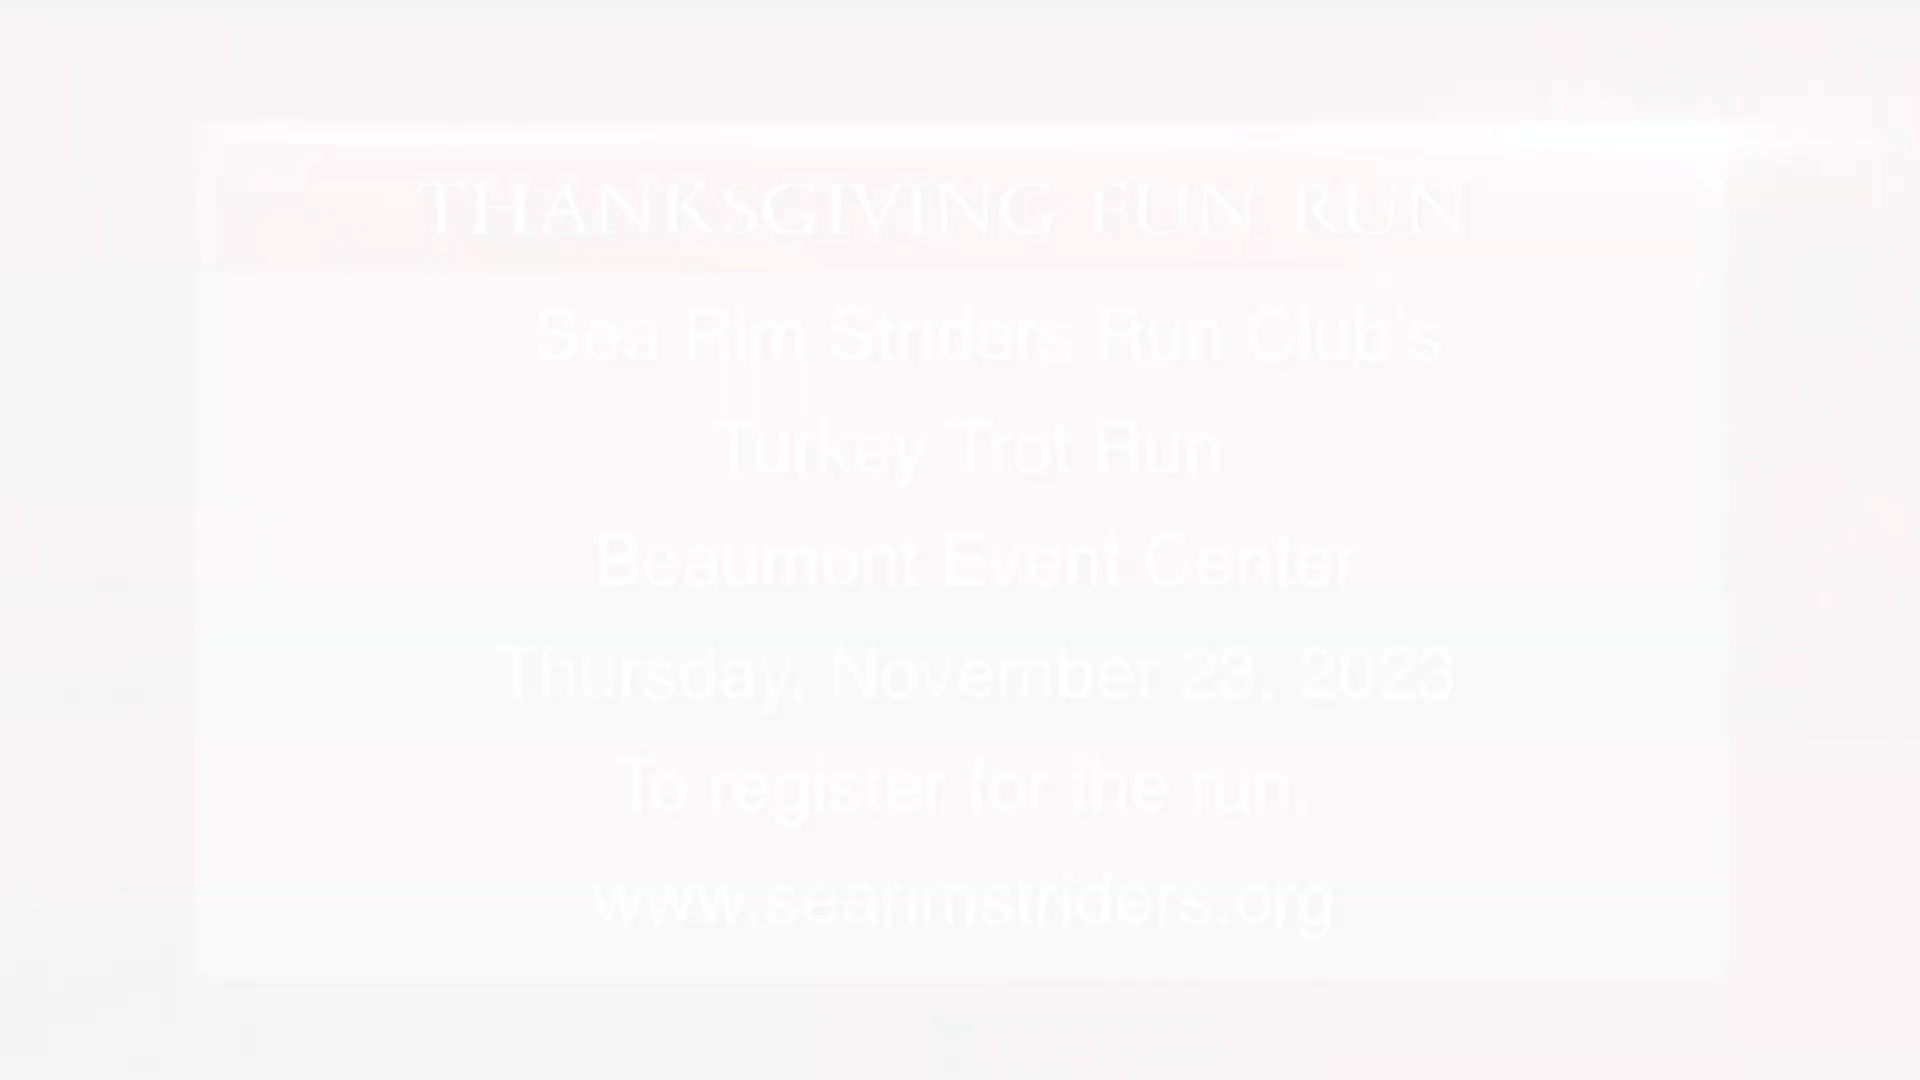 THANKSGIVING FUN RUN
Sea Rim Striders Run Club's
Turkey Trot Run
Beaumont Event Center
Thursday, November 23, 2023
To register for the run.
www.searimstriders.org